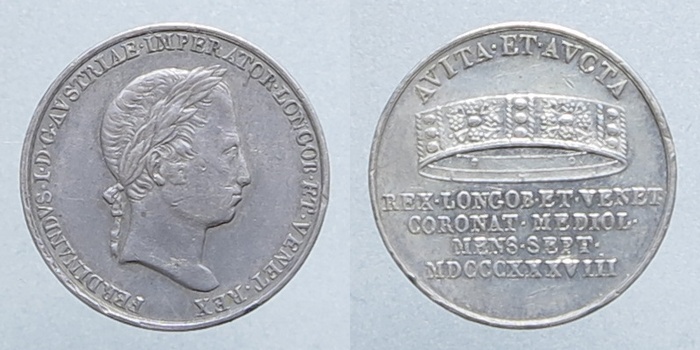 FERDINANDVS·I·D·G·AVSTRIAE·IMPERATOR·LONGOB·ET·VENET·REX
AVITA·ET·AVCTA
REX·LONGOB·ET·VENET
CORONAT·MEDIOL·
MENS·SEPT·
MDCCCXXXVIII